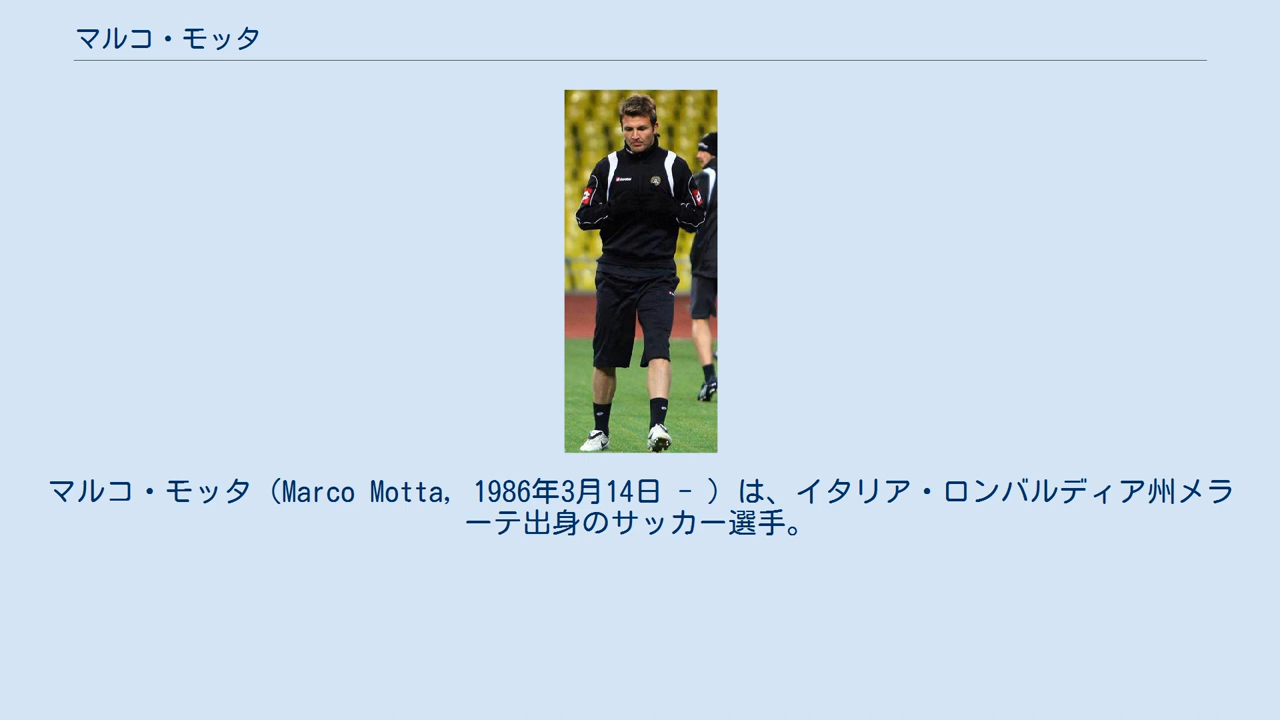 マルコ・モッタ
マルコ・モッタ（Marco Motta, 1986年3月14日 - ）は、イタリア・ロンバルディア州メラ
ーテ出身のサッカー選手。